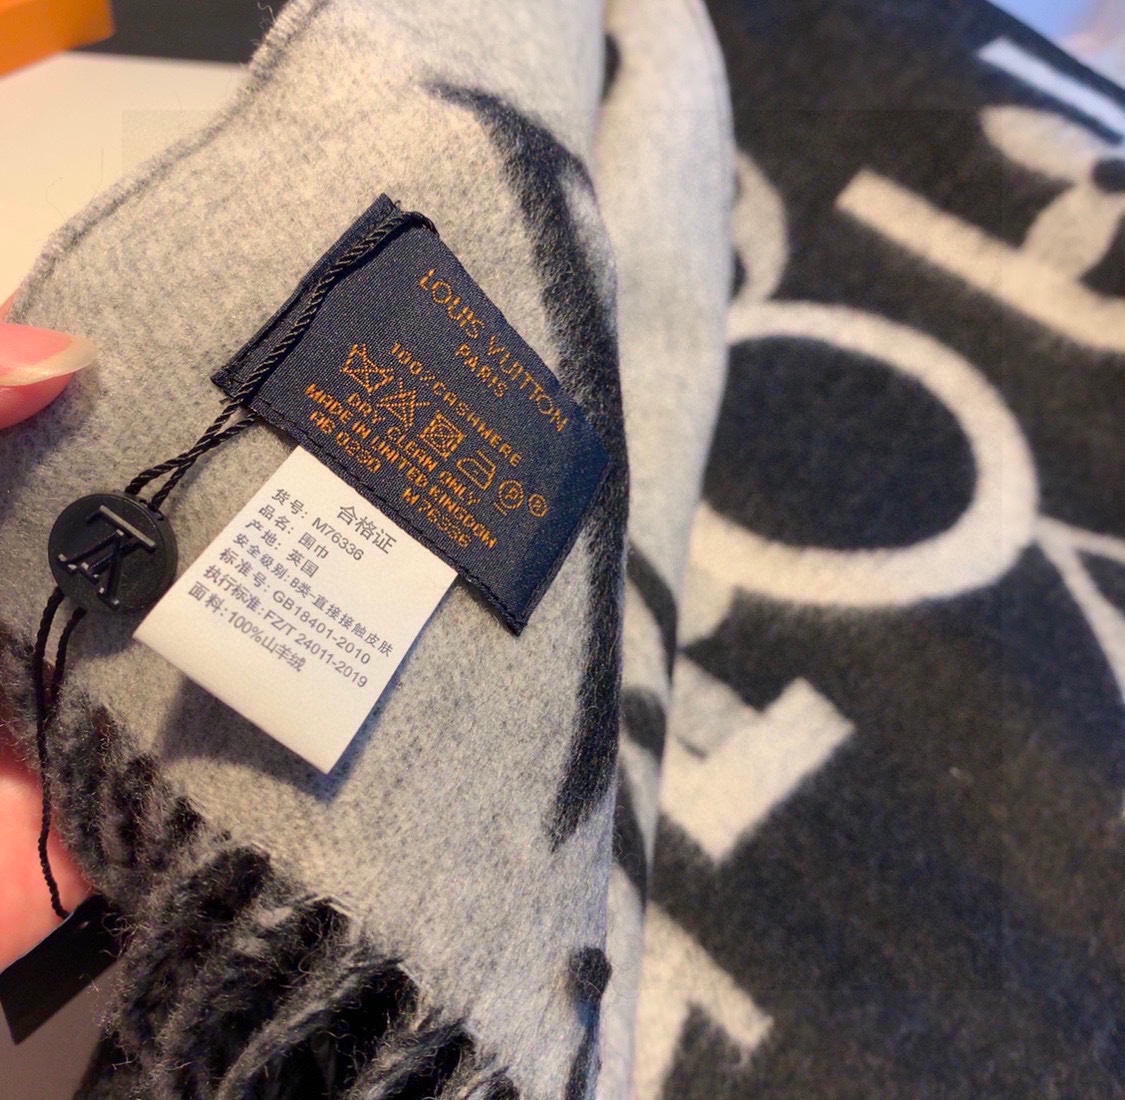 LOUIS VUITTON
PARIS
100%CASHMERE
DRY CLEAN ONLY
MADE IN UNITED KINGDOM
M76336
合格证
货号: M76336
品名: 围巾
产地: 英国
安全级别:B类-直接接触皮肤
标准号: GB18401-2010
执行标准:FZ/T 24011-2019
面料:100%山羊绒